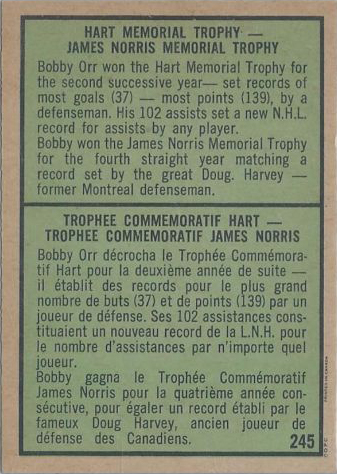 HART MEMORIAL TROPHY —
JAMES NORRIS MEMORIAL TROPHY
Bobby Orr won the Hart Memorial Trophy for
the second successive year— set records of
most goals (37) — most points (139), by a
defenseman. His 102 assists set a new N.H.L.
record for assists by any player.
Bobby won the James Norris Memorial Trophy
for the fourth straight year matching a
record set by the great Doug. Harvey —
former Montreal defenseman.
TROPHEE COMMEMORATIF HART —
TROPHEE COMMEMORATIF JAMES NORRIS
Bobby Orr décrocha le Trophée Commémora-
tif Hart pour la deuxième année de suite —
il établit des records pour le plus grand
nombre de buts (37) et de points (139) par un
joueur de défense. Ses 102 assistances cons-
tituaient un nouveau record de la L.N.H. pour
le nombre d'assistances par n'importe quel
joueur.
Bobby gagna le Trophée Commémoratif
James Norris pour la quatrième année con-
sécutive, pour égaler un record établi par le
fameux Doug Harvey, ancien joueur de
défense des Canadiens.
245
O.P.C.
PRINTED IN CANADA